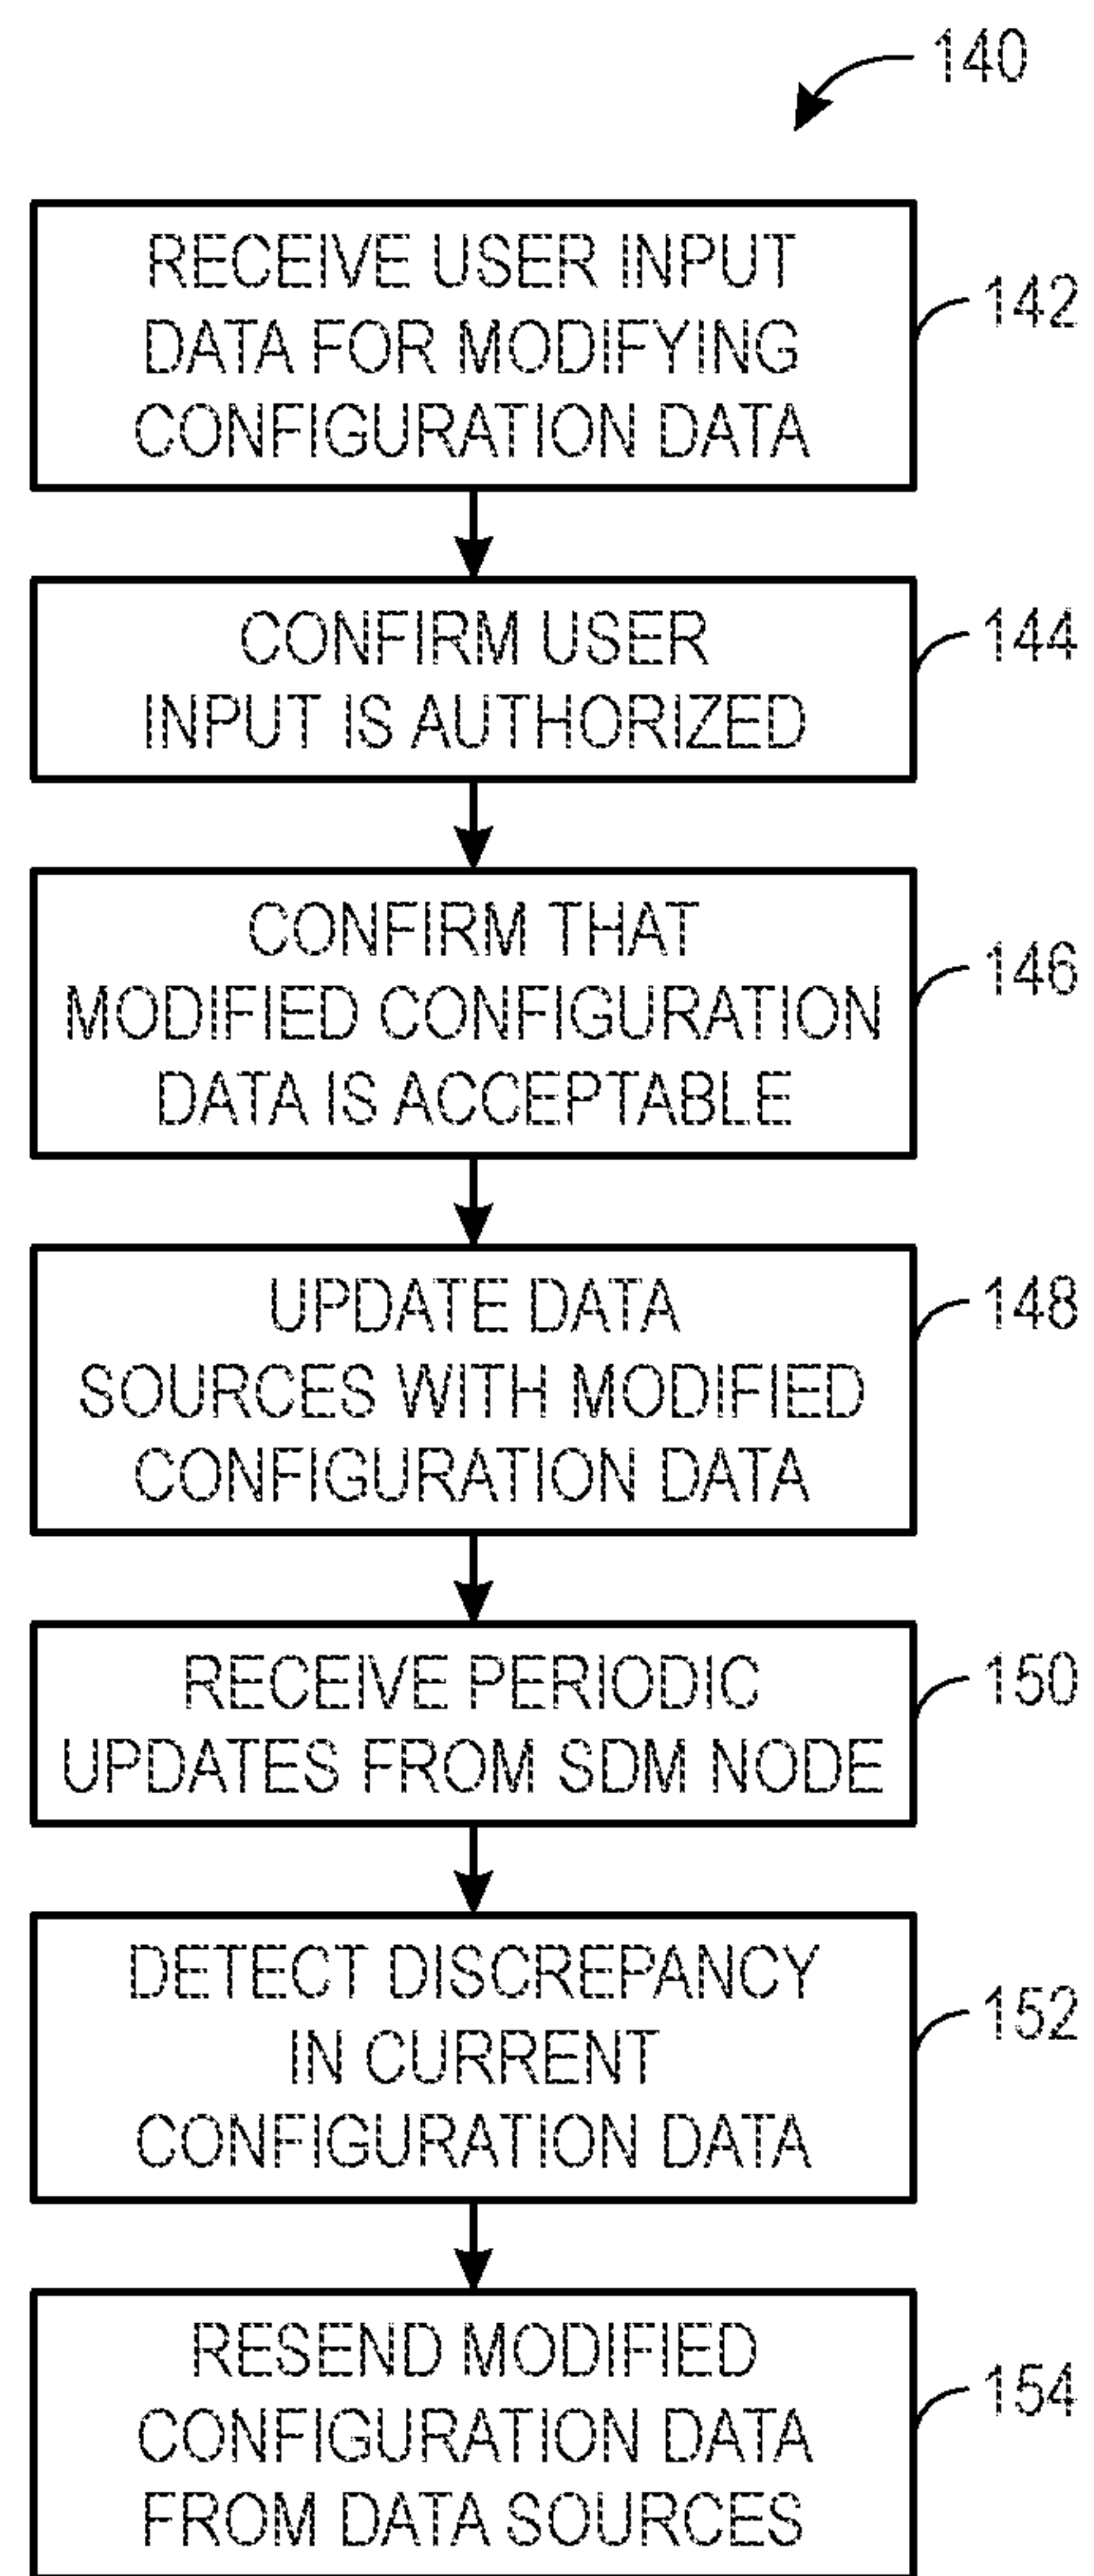 140
RECEIVE USER INPUT
DATA FOR MODIFYING
CONFIGURATION DATA
142
CONFIRM USER
INPUT IS AUTHORIZED
144
CONFIRM THAT
MODIFIED CONFIGURATION
DATA IS ACCEPTABLE
146
UPDATE DATA
SOURCES WITH MODIFIED
CONFIGURATION DATA
148
RECEIVE PERIODIC
UPDATES FROM SDM NODE
150
DETECT DISCREPANCY
IN CURRENT
CONFIGURATION DATA
152
RESEND MODIFIED
CONFIGURATION DATA
FROM DATA SOURCES
154